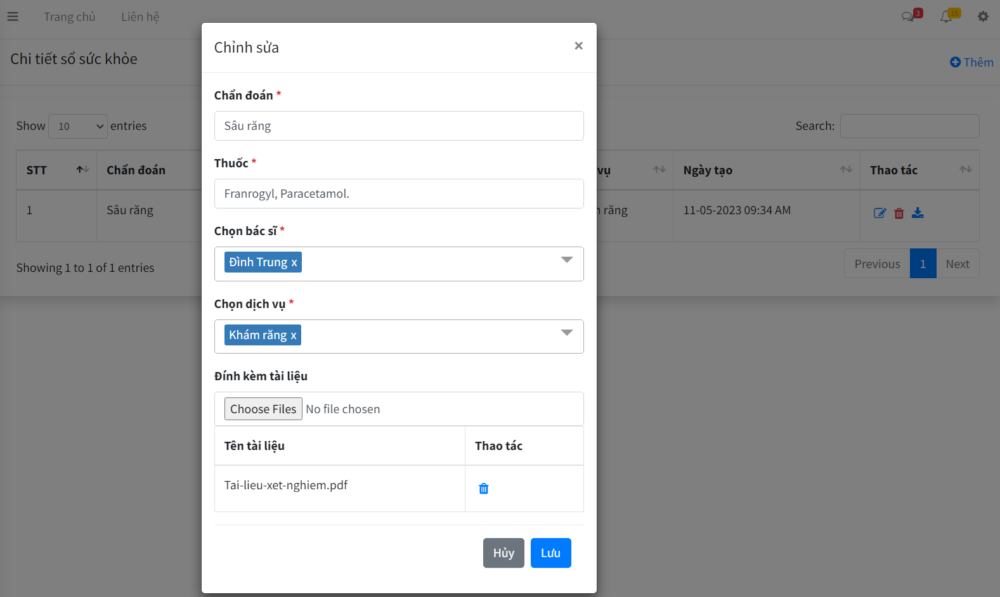 Trang chủ
Liên hệ
3
15
Chi tiết sổ sức khỏe
Thêm
Show 10 entries
Search:
STT
Chẩn đoán
vụ
Ngày tạo
Thao tác
1
Sâu răng
răng
11-05-2023 09:34 AM
Showing 1 to 1 of 1 entries
Previous 1 Next
Chỉnh sửa
×
Chẩn đoán *
Sâu răng
Thuốc *
Franrogyl, Paracetamol.
Chọn bác sĩ *
Đình Trung x
Chọn dịch vụ *
Khám răng x
Đính kèm tài liệu
Choose Files No file chosen
Tên tài liệu
Thao tác
Tai-lieu-xet-nghiem.pdf
Hủy
Lưu